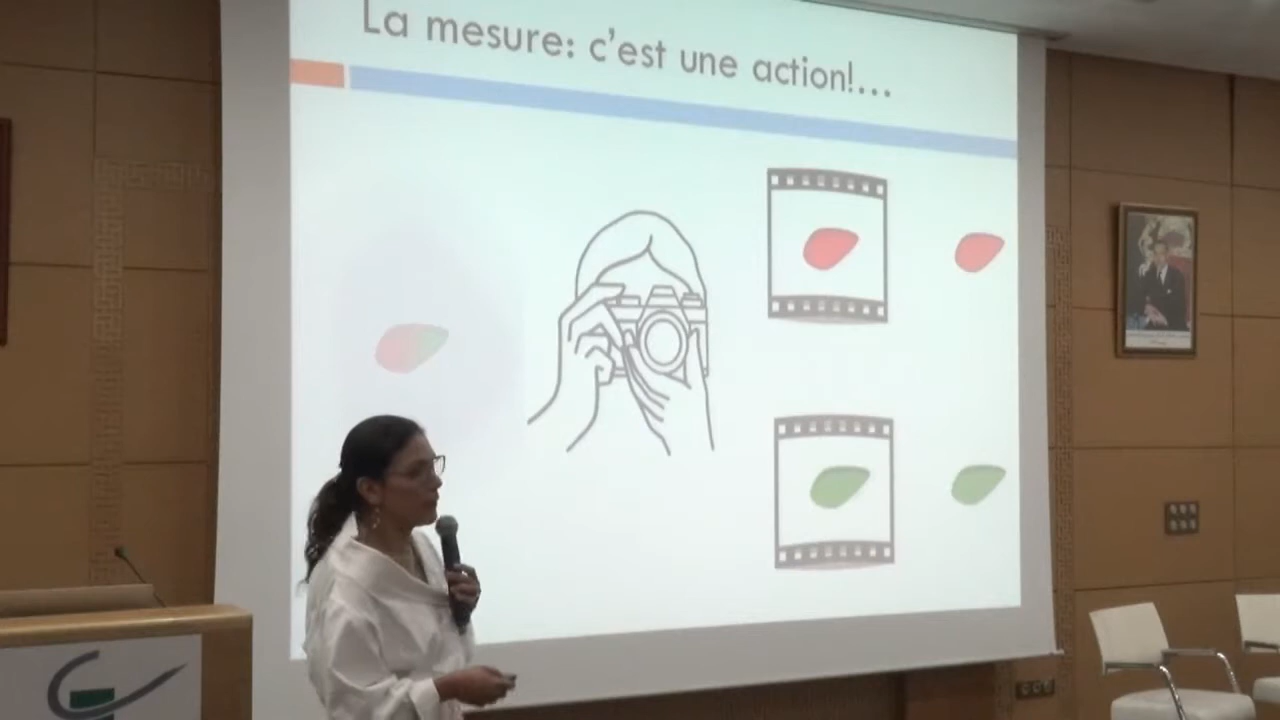 La mesure: c’est une action!...